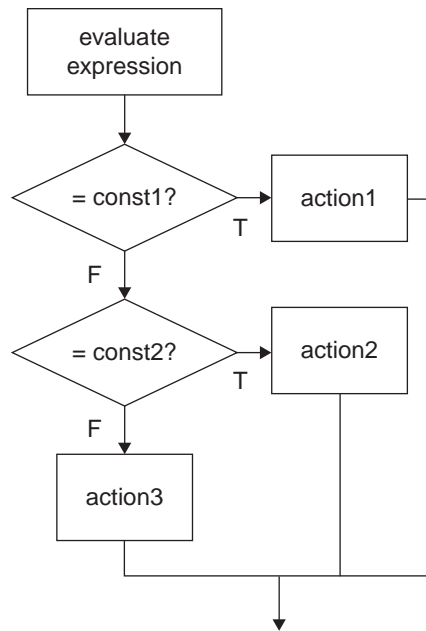 evaluate
expression
= const1?
T
action1
F
= const2?
T
action2
F
action3